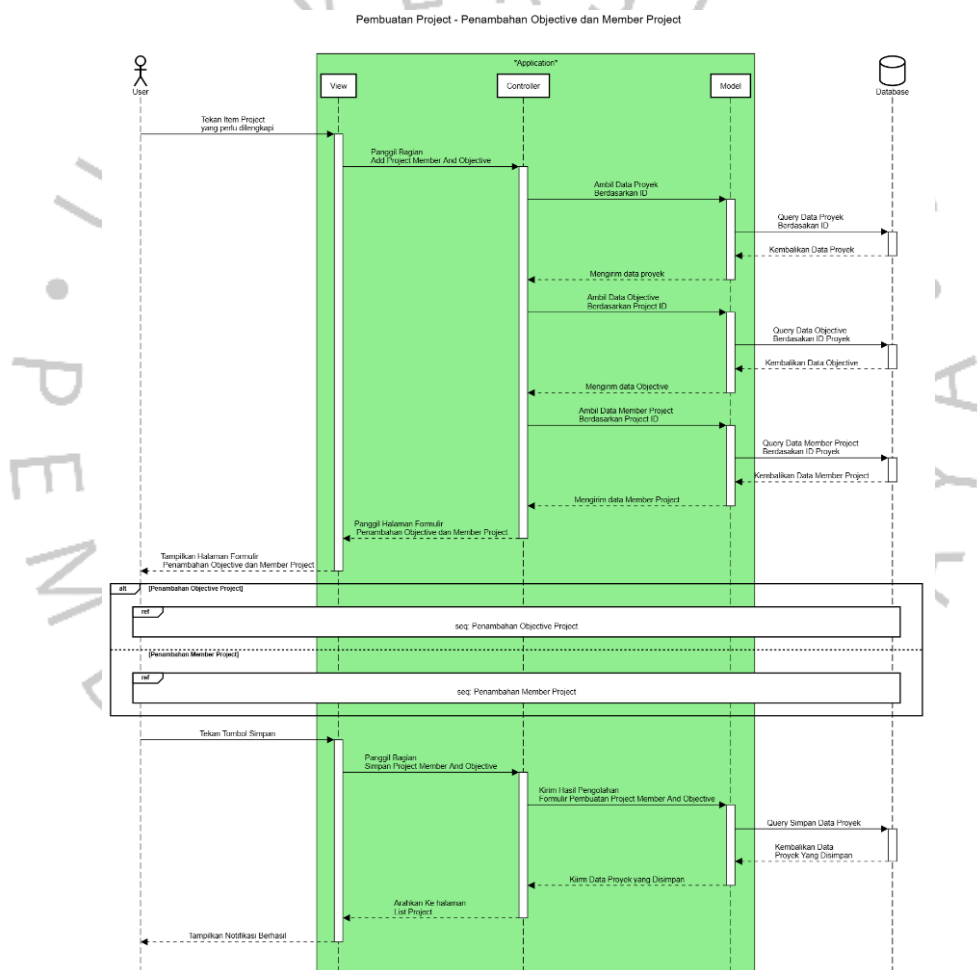 Pembuatan Project - Penambahan Objective dan Member Project
"Application"
User
View
Controller
Model
Database
Tekan Item Project
yang perlu dilengkapi
Panggil Bagian
Add Project Member And Objective
Ambil Data Proyek
Berdasarkan ID
Query Data Proyek
Berdasakan ID
Kembalikan Data Proyek
Mengirim data proyek
Ambil Data Objective
Berdasarkan Project ID
Query Data Objective
Berdasakan ID Proyek
Kembalikan Data Objective
Mengirim data Objective
Ambil Data Member Project
Berdasarkan Project ID
Query Data Member Project
Berdasakan ID Proyek
Kembalikan Data Member Project
Mengirim data Member Project
Panggil Halaman Formulir
Penambahan Objective dan Member Project
Tampilkan Halaman Formulir
Penambahan Objective dan Member Project
alt [Penambahan Objective Project]
ref
seq: Penambahan Objective Project
[Penambahan Member Project]
ref
seq: Penambahan Member Project
Tekan Tombol Simpan
Panggil Bagian
Simpan Project Member And Objective
Kirim Hasil Pengolahan
Formulir Pembuatan Project Member And Objective
Query Simpan Data Proyek
Kembalikan Data
Proyek Yang Disimpan
Kiirm Data Proyek yang Disimpan
Arahkan Ke halaman
List Project
Tampilkan Notifikasi Berhasil